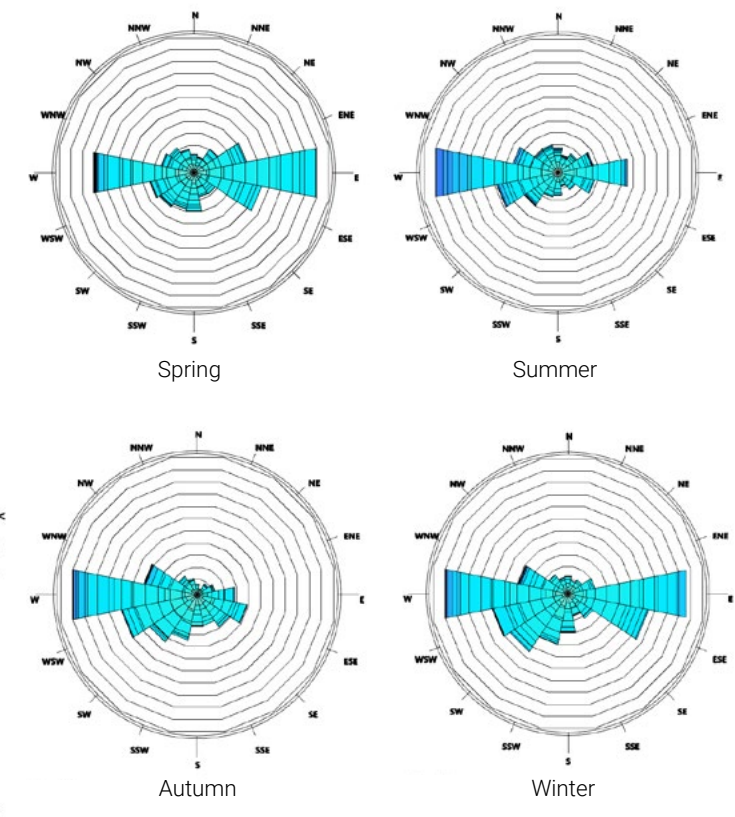 N
NNW NNE
NW NE
WNW ENE
W E
WSW ESE
SW SE
SSW SSE
S
Spring
N
NNW NNE
NW NE
WNW ENE
W E
WSW ESE
SW SE
SSW SSE
S
Summer
N
NNW NNE
NW NE
WNW ENE
W E
WSW ESE
SW SE
SSW SSE
S
Autumn
N
NNW NNE
NW NE
WNW ENE
W E
WSW ESE
SW SE
SSW SSE
S
Winter